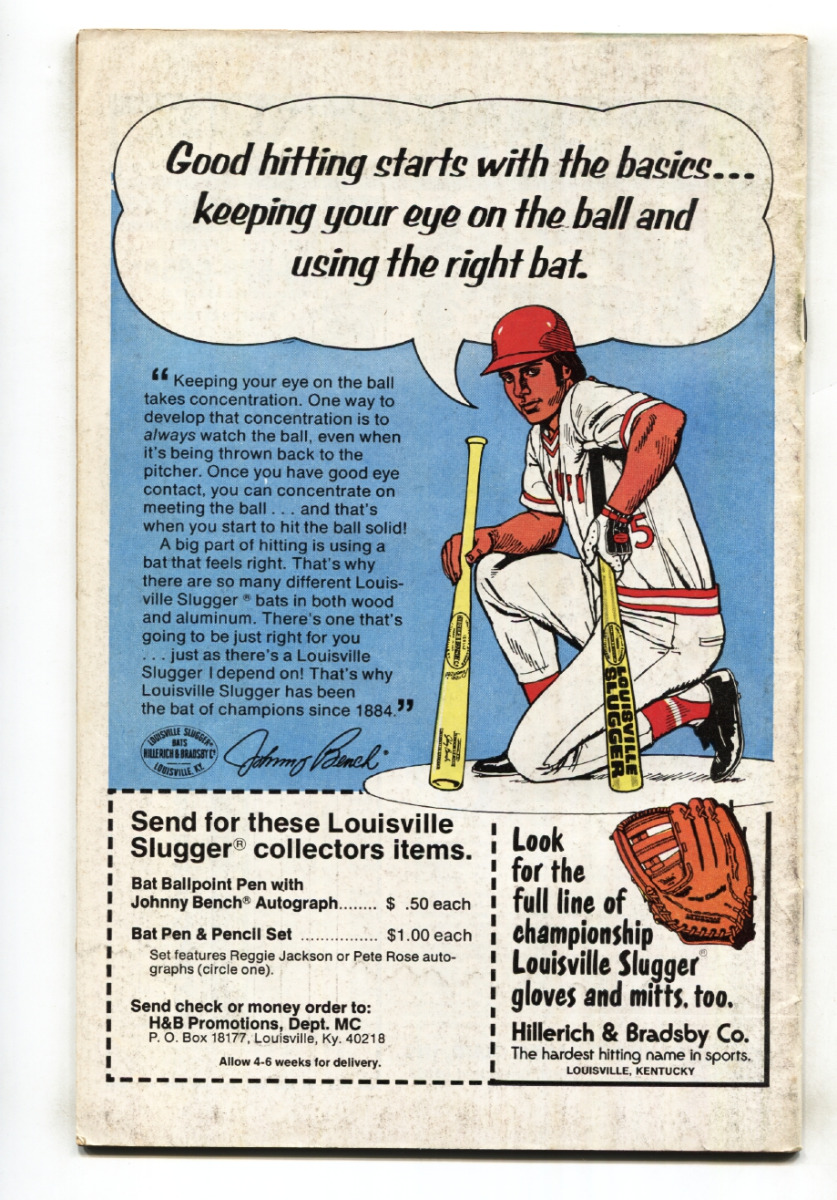 Good hitting starts with the basics...
keeping your eye on the ball and
using the right bat.
“Keeping your eye on the ball
takes concentration. One way to
develop that concentration is to
always watch the ball, even when
it's being thrown back to the
pitcher. Once you have good eye
contact, you can concentrate on
meeting the ball . . . and that's
when you start to hit the ball solid!
A big part of hitting is using a
bat that feels right. That's why
there are so many different Louis-
ville Slugger® bats in both wood
and aluminum. There's one that's
going to be just right for you
. . . just as there's a Louisville
Slugger I depend on! That's why
Louisville Slugger has been
the bat of champions since 1884.”
LOUISVILLE SLUGGER
BATS
HILLERICH & BRADSBY Co
LOUISVILLE, KY.
Johnny Bench®
5
LOUISVILLE
SLUGGER
Send for these Louisville
Slugger® collectors items.
Bat Ballpoint Pen with
Johnny Bench® Autograph........ $ .50 each
Bat Pen & Pencil Set ................ $1.00 each
Set features Reggie Jackson or Pete Rose auto-
graphs (circle one).
Send check or money order to:
H&B Promotions, Dept. MC
P. O. Box 18177, Louisville, Ky. 40218
Allow 4-6 weeks for delivery.
Look
for the
full line of
championship
Louisville Slugger®
gloves and mitts, too.
Hillerich & Bradsby Co.
The hardest hitting name in sports.
LOUISVILLE, KENTUCKY